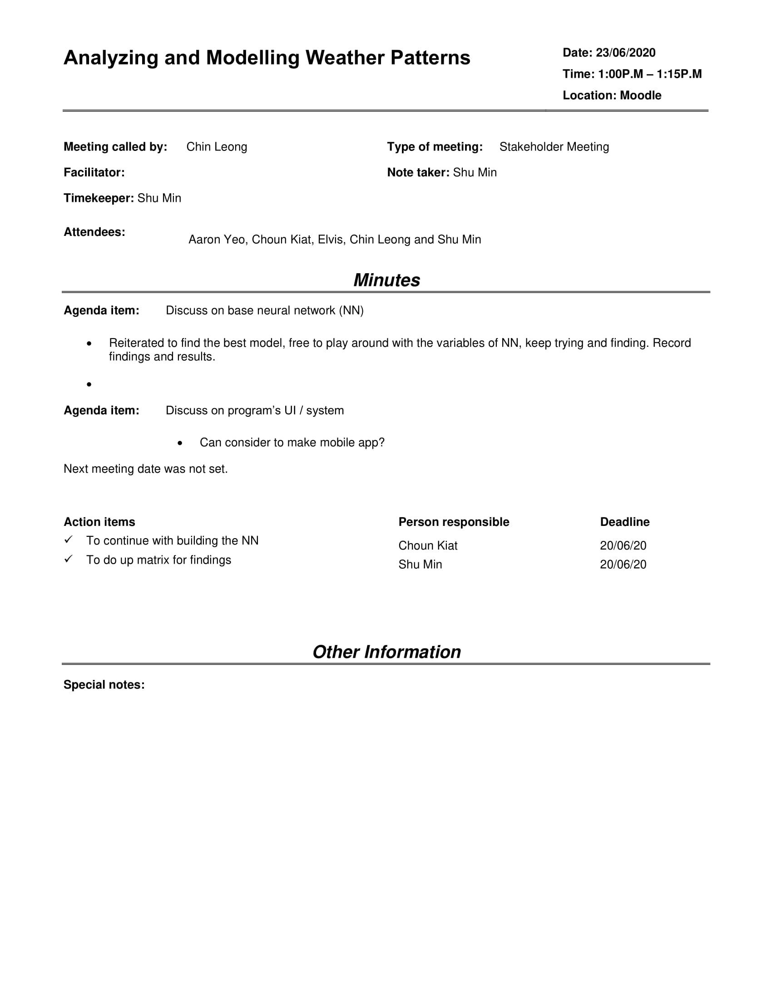 Analyzing and Modelling Weather Patterns
Date: 23/06/2020
Time: 1:00P.M – 1:15P.M
Location: Moodle
Meeting called by: Chin Leong
Type of meeting: Stakeholder Meeting
Facilitator:
Note taker: Shu Min
Timekeeper: Shu Min
Attendees:
Aaron Yeo, Choun Kiat, Elvis, Chin Leong and Shu Min
Minutes
Agenda item: Discuss on base neural network (NN)
• Reiterated to find the best model, free to play around with the variables of NN, keep trying and finding. Record
findings and results.
•
Agenda item: Discuss on program’s UI / system
• Can consider to make mobile app?
Next meeting date was not set.
Action items Person responsible Deadline
✓ To continue with building the NN Choun Kiat 20/06/20
✓ To do up matrix for findings Shu Min 20/06/20
Other Information
Special notes: